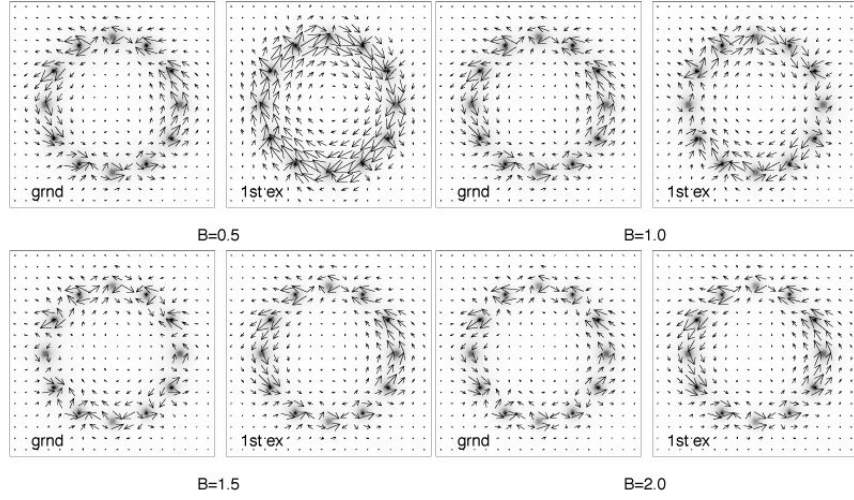 grnd 1st ex grnd 1st ex
B=0.5 B=1.0
grnd 1st ex grnd 1st ex
B=1.5 B=2.0